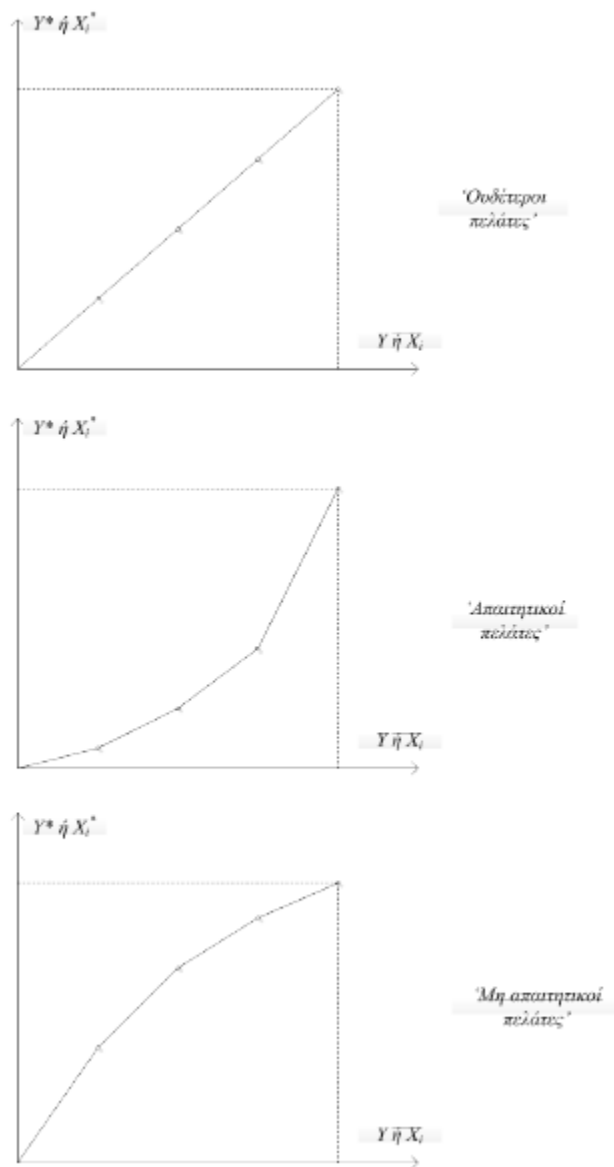 Y* ή Xᵢ*
'Ουδέτεροι
πελάτες'
Y ή Xᵢ
Y* ή Xᵢ*
'Απαιτητικοί
πελάτες'
Y ή Xᵢ
Y* ή Xᵢ*
'Μη απαιτητικοί
πελάτες'
Y ή Xᵢ